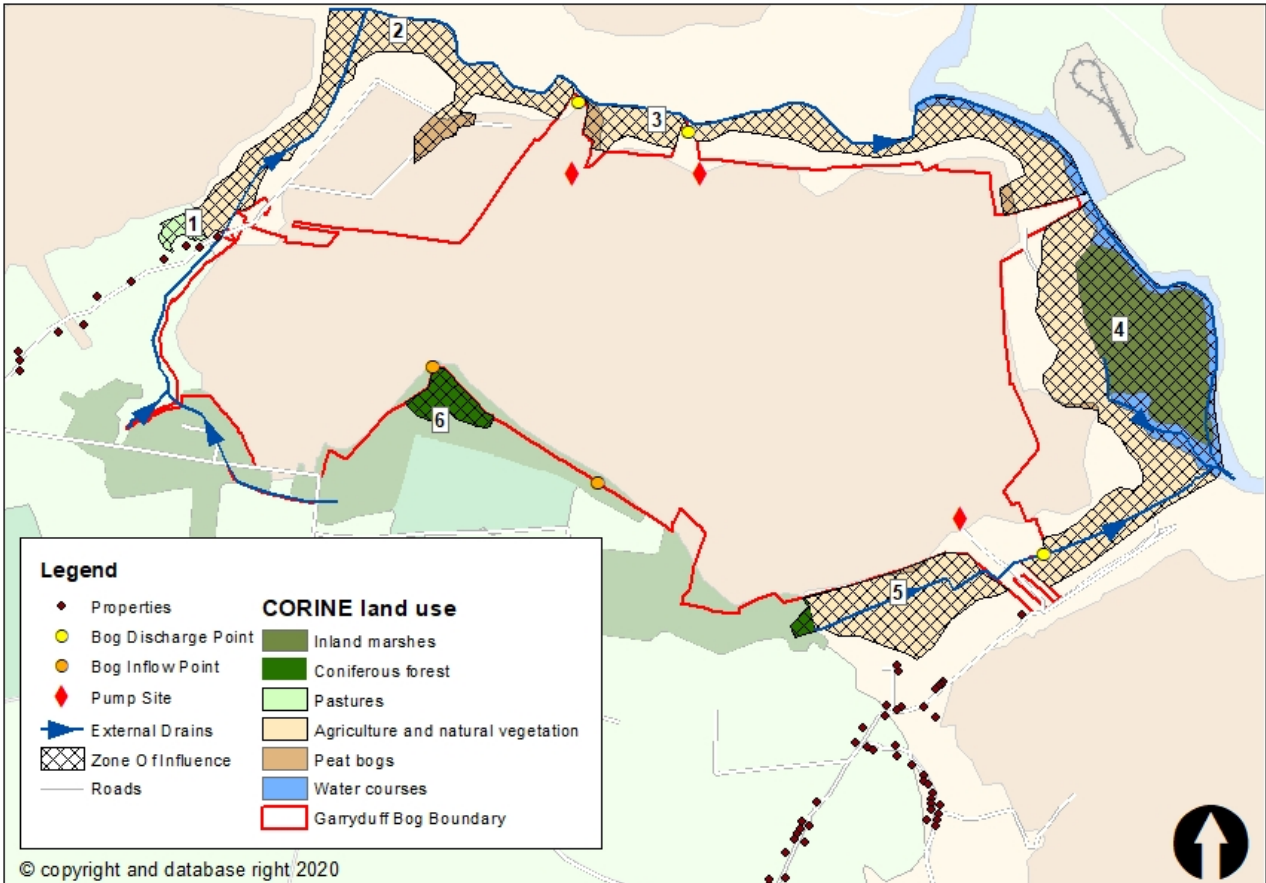 2
3
1
4
6
5
Legend
Properties
Bog Discharge Point
Bog Inflow Point
Pump Site
External Drains
Zone Of Influence
Roads
CORINE land use
Inland marshes
Coniferous forest
Pastures
Agriculture and natural vegetation
Peat bogs
Water courses
Garryduff Bog Boundary
© copyright and database right 2020